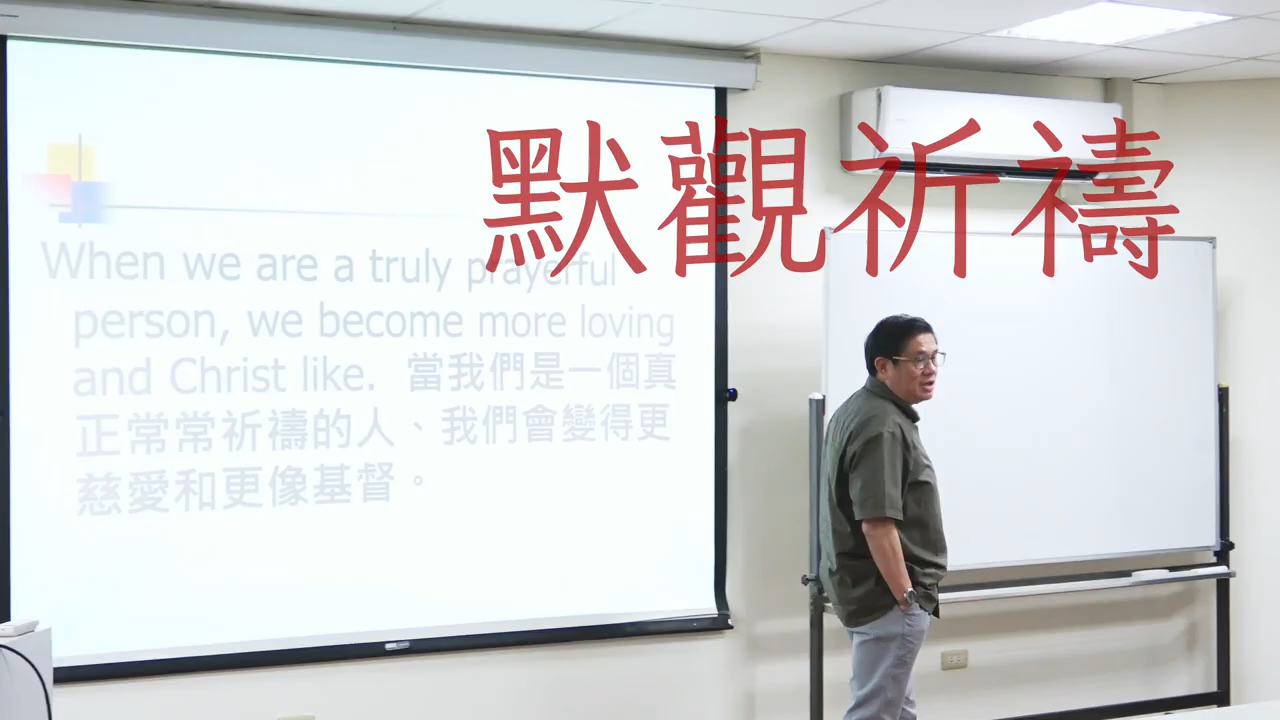 默觀祈禱
When we are a truly prayerful
person, we become more loving
and Christ like. 當我們是一個真
正常常祈禱的人、我們會變得更
慈愛和更像基督。